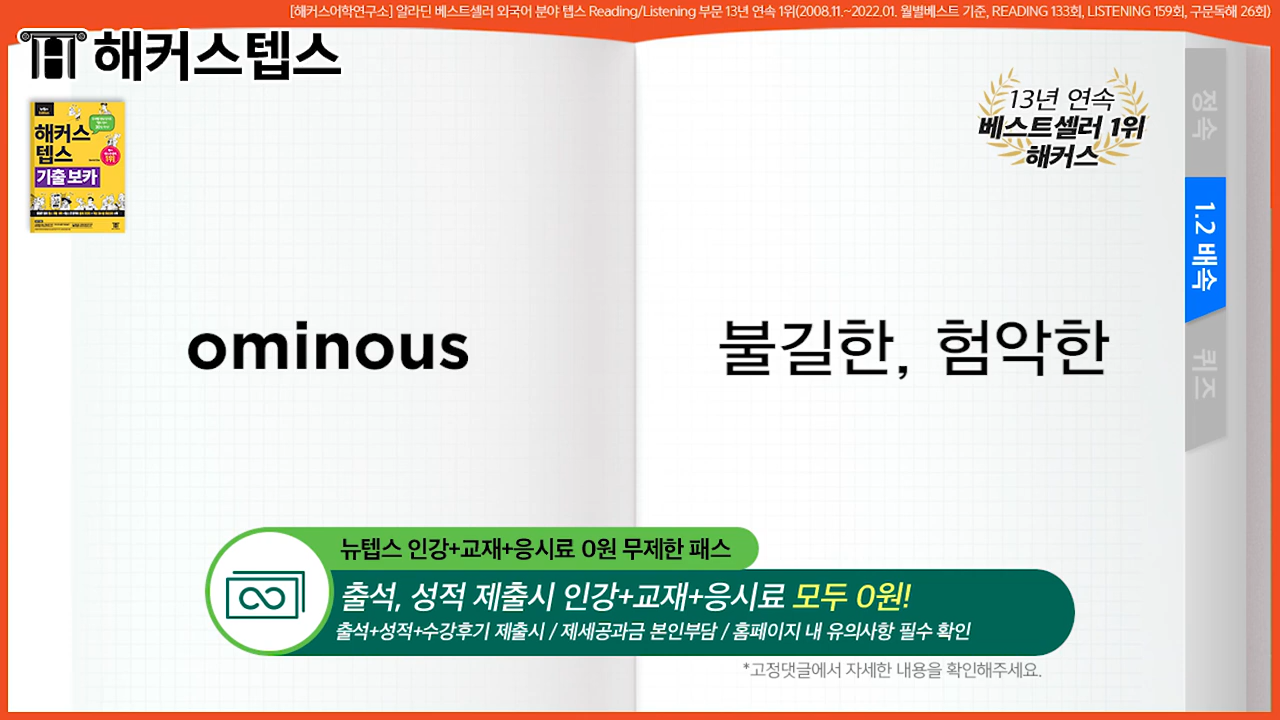 [해커스어학연구소] 알라딘 베스트셀러 외국어 분야 텝스 Reading/Listening 부문 13년 연속 1위(2008.11.~2022.01. 월별베스트 기준, READING 133회, LISTENING 159회, 구문독해 26회)
해커스텝스
해커스
텝스
기출 보카
13년 연속
베스트셀러 1위
해커스
정속
1.2 배속
퀴즈
ominous
불길한, 험악한
뉴텝스 인강+교재+응시료 0원 무제한 패스
출석, 성적 제출시 인강+교재+응시료 모두 0원!
출석+성적+수강후기 제출시 / 제세공과금 본인부담 / 홈페이지 내 유의사항 필수 확인
*고정댓글에서 자세한 내용을 확인해주세요.